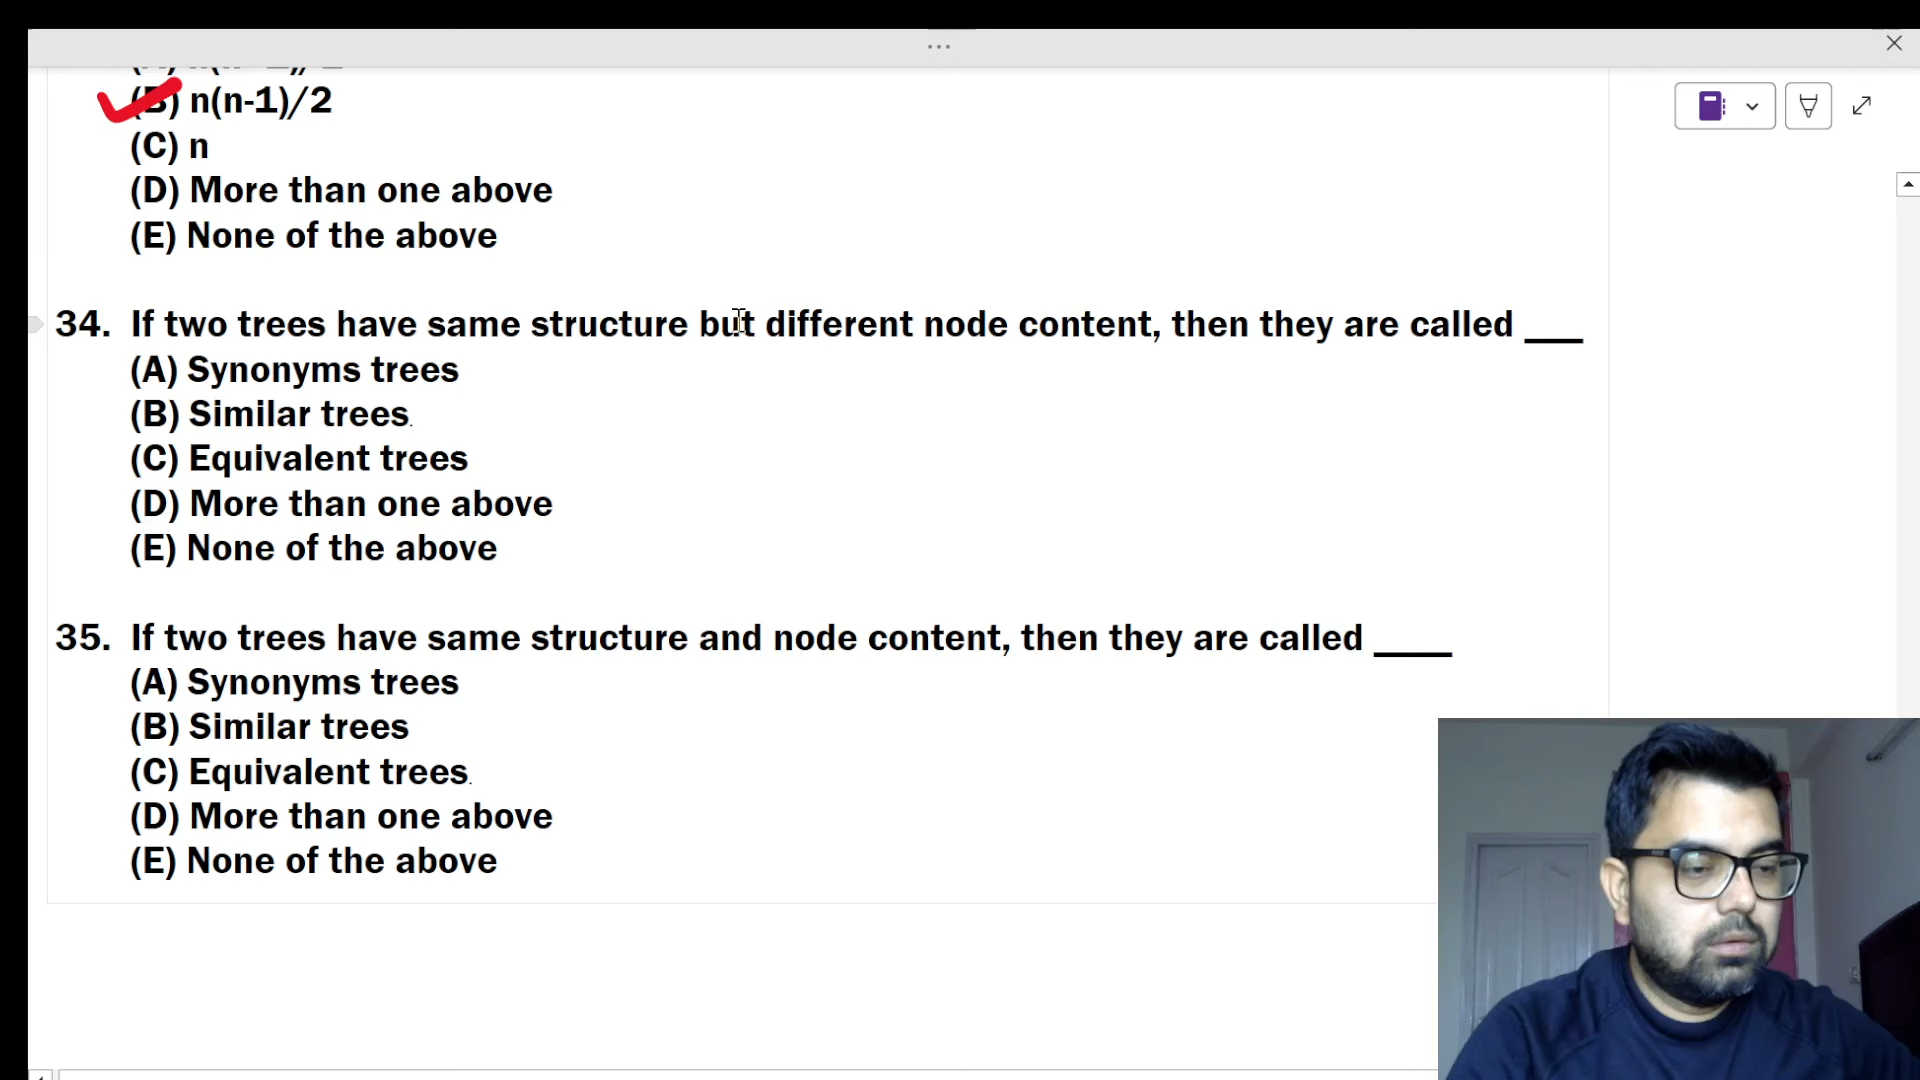 (B) n(n-1)/2
(C) n
(D) More than one above
(E) None of the above
34. If two trees have same structure but different node content, then they are called ___
(A) Synonyms trees
(B) Similar trees.
(C) Equivalent trees
(D) More than one above
(E) None of the above
35. If two trees have same structure and node content, then they are called ____
(A) Synonyms trees
(B) Similar trees
(C) Equivalent trees.
(D) More than one above
(E) None of the above